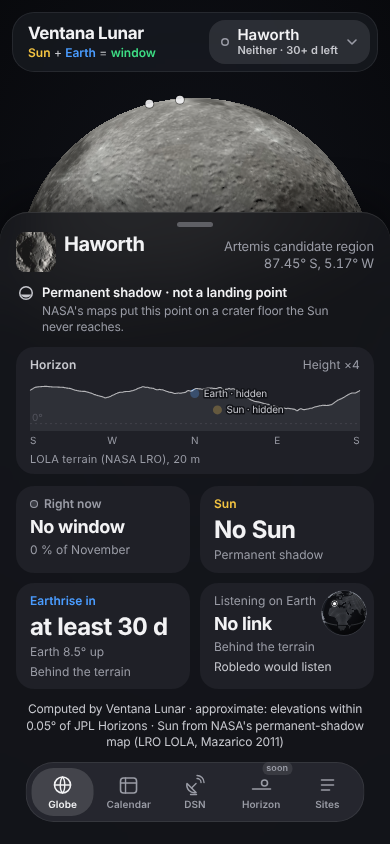 Ventana Lunar
Sun + Earth = window
Haworth
Neither · 30+ d left
Haworth
Artemis candidate region
87.45° S, 5.17° W
Permanent shadow · not a landing point
NASA's maps put this point on a crater floor the Sun
never reaches.
Horizon
Height ×4
Earth · hidden
Sun · hidden
0°
S W N E S
LOLA terrain (NASA LRO), 20 m
Right now
No window
0 % of November
Sun
No Sun
Permanent shadow
Earthrise in
at least 30 d
Earth 8.5° up
Behind the terrain
Listening on Earth
No link
Behind the terrain
Robledo would listen
Computed by Ventana Lunar · approximate: elevations within
0.05° of JPL Horizons · Sun from NASA's permanent-shadow
map (LRO LOLA, Mazarico 2011)
soon
Globe Calendar DSN Horizon Sites